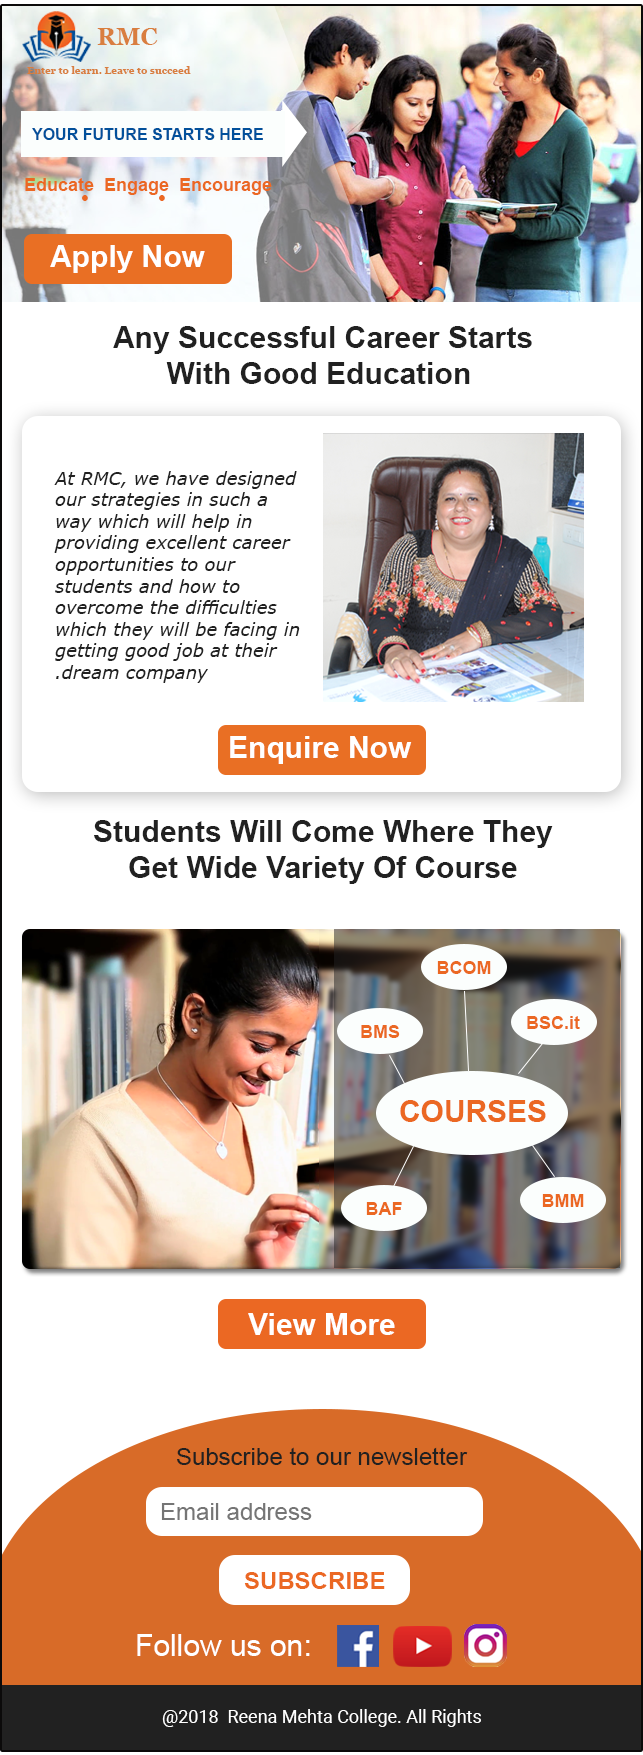 RMC
Enter to learn. Leave to succeed
YOUR FUTURE STARTS HERE
Educate Engage Encourage
Apply Now
Any Successful Career Starts
With Good Education
At RMC, we have designed
our strategies in such a
way which will help in
providing excellent career
opportunities to our
students and how to
overcome the difficulties
which they will be facing in
getting good job at their
.dream company
Enquire Now
Students Will Come Where They
Get Wide Variety Of Course
BCOM
BSC.it
BMS
COURSES
BAF
BMM
View More
Subscribe to our newsletter
Email address
SUBSCRIBE
Follow us on:
@2018 Reena Mehta College. All Rights